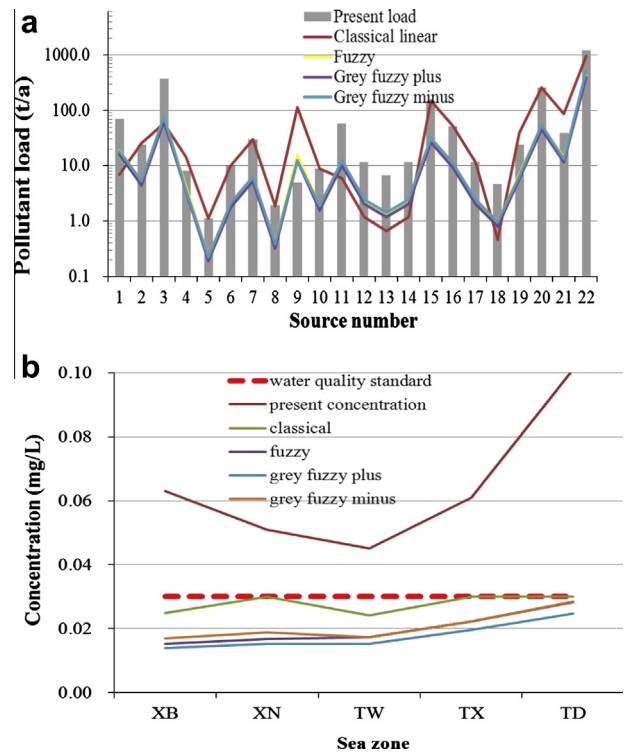 a
Present load
Classical linear
Fuzzy
Grey fuzzy plus
Grey fuzzy minus
Pollutant load (t/a)
1000.0
100.0
10.0
1.0
0.1
1 2 3 4 5 6 7 8 9 10 11 12 13 14 15 16 17 18 19 20 21 22
Source number
b
water quality standard
present concentration
classical
fuzzy
grey fuzzy plus
grey fuzzy minus
Concentration (mg/L)
0.10
0.08
0.06
0.04
0.02
0.00
XB XN TW TX TD
Sea zone